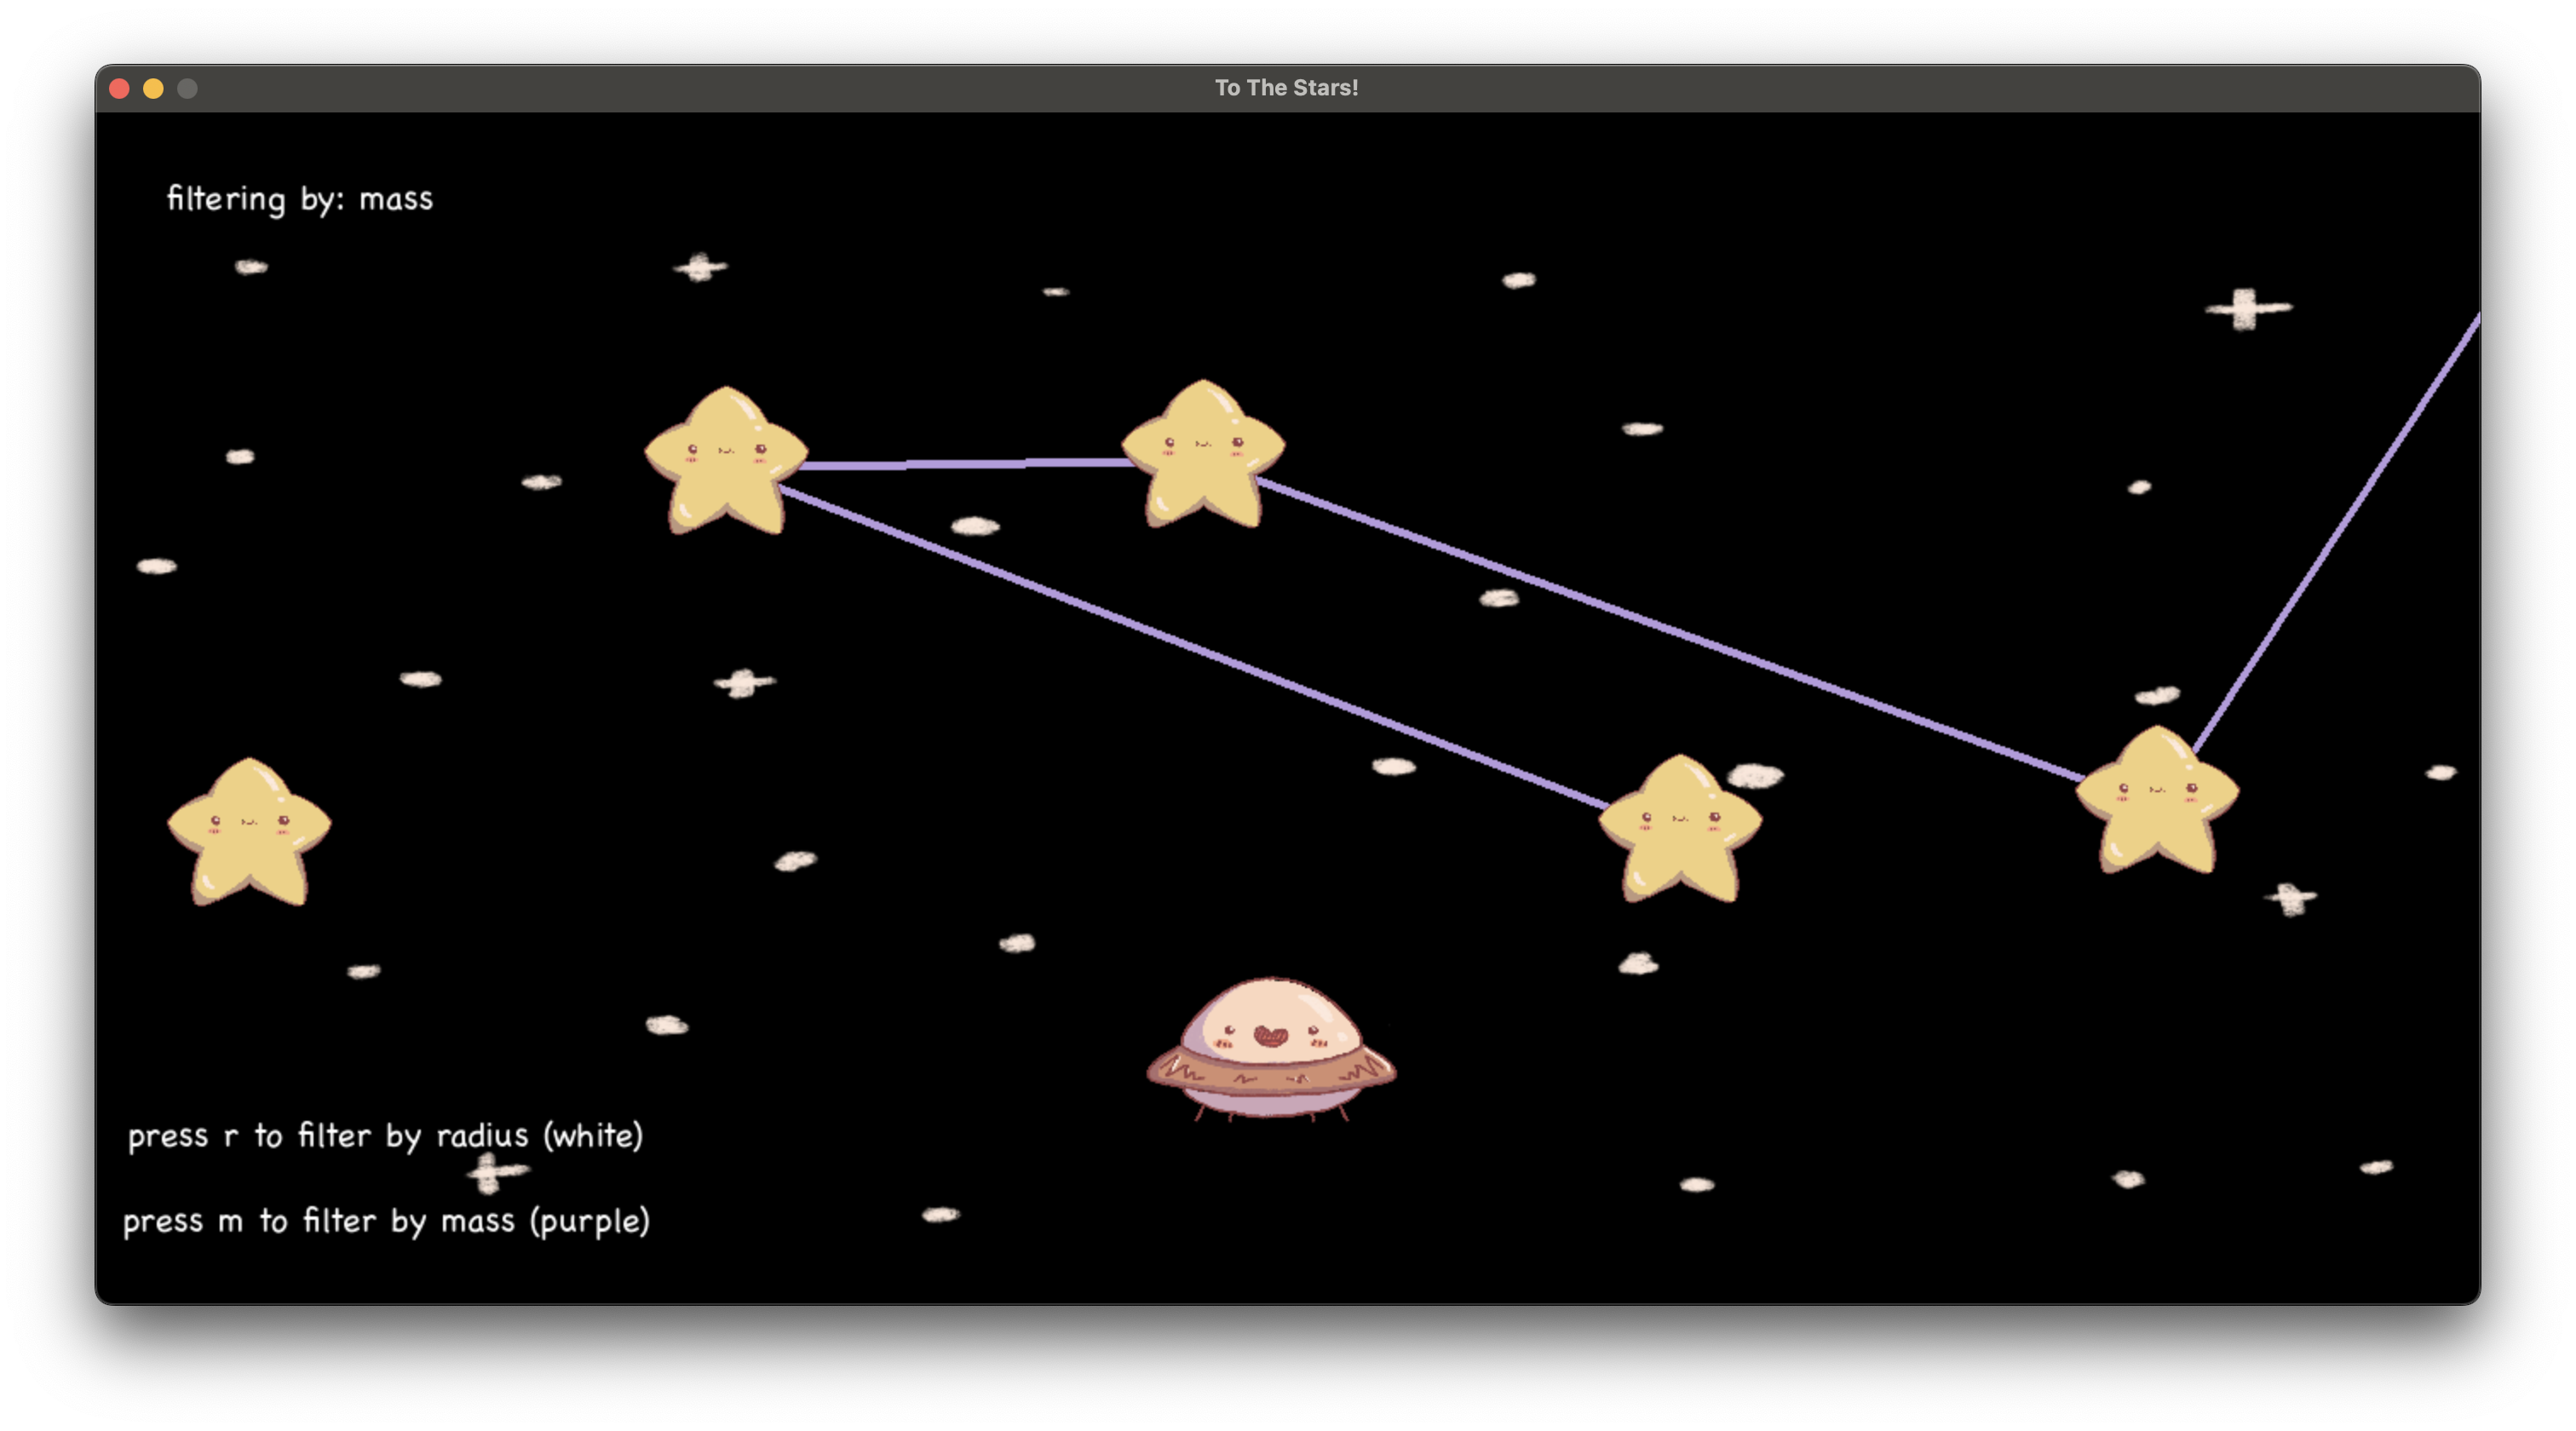 To The Stars!
filtering by: mass
press r to filter by radius (white)
press m to filter by mass (purple)